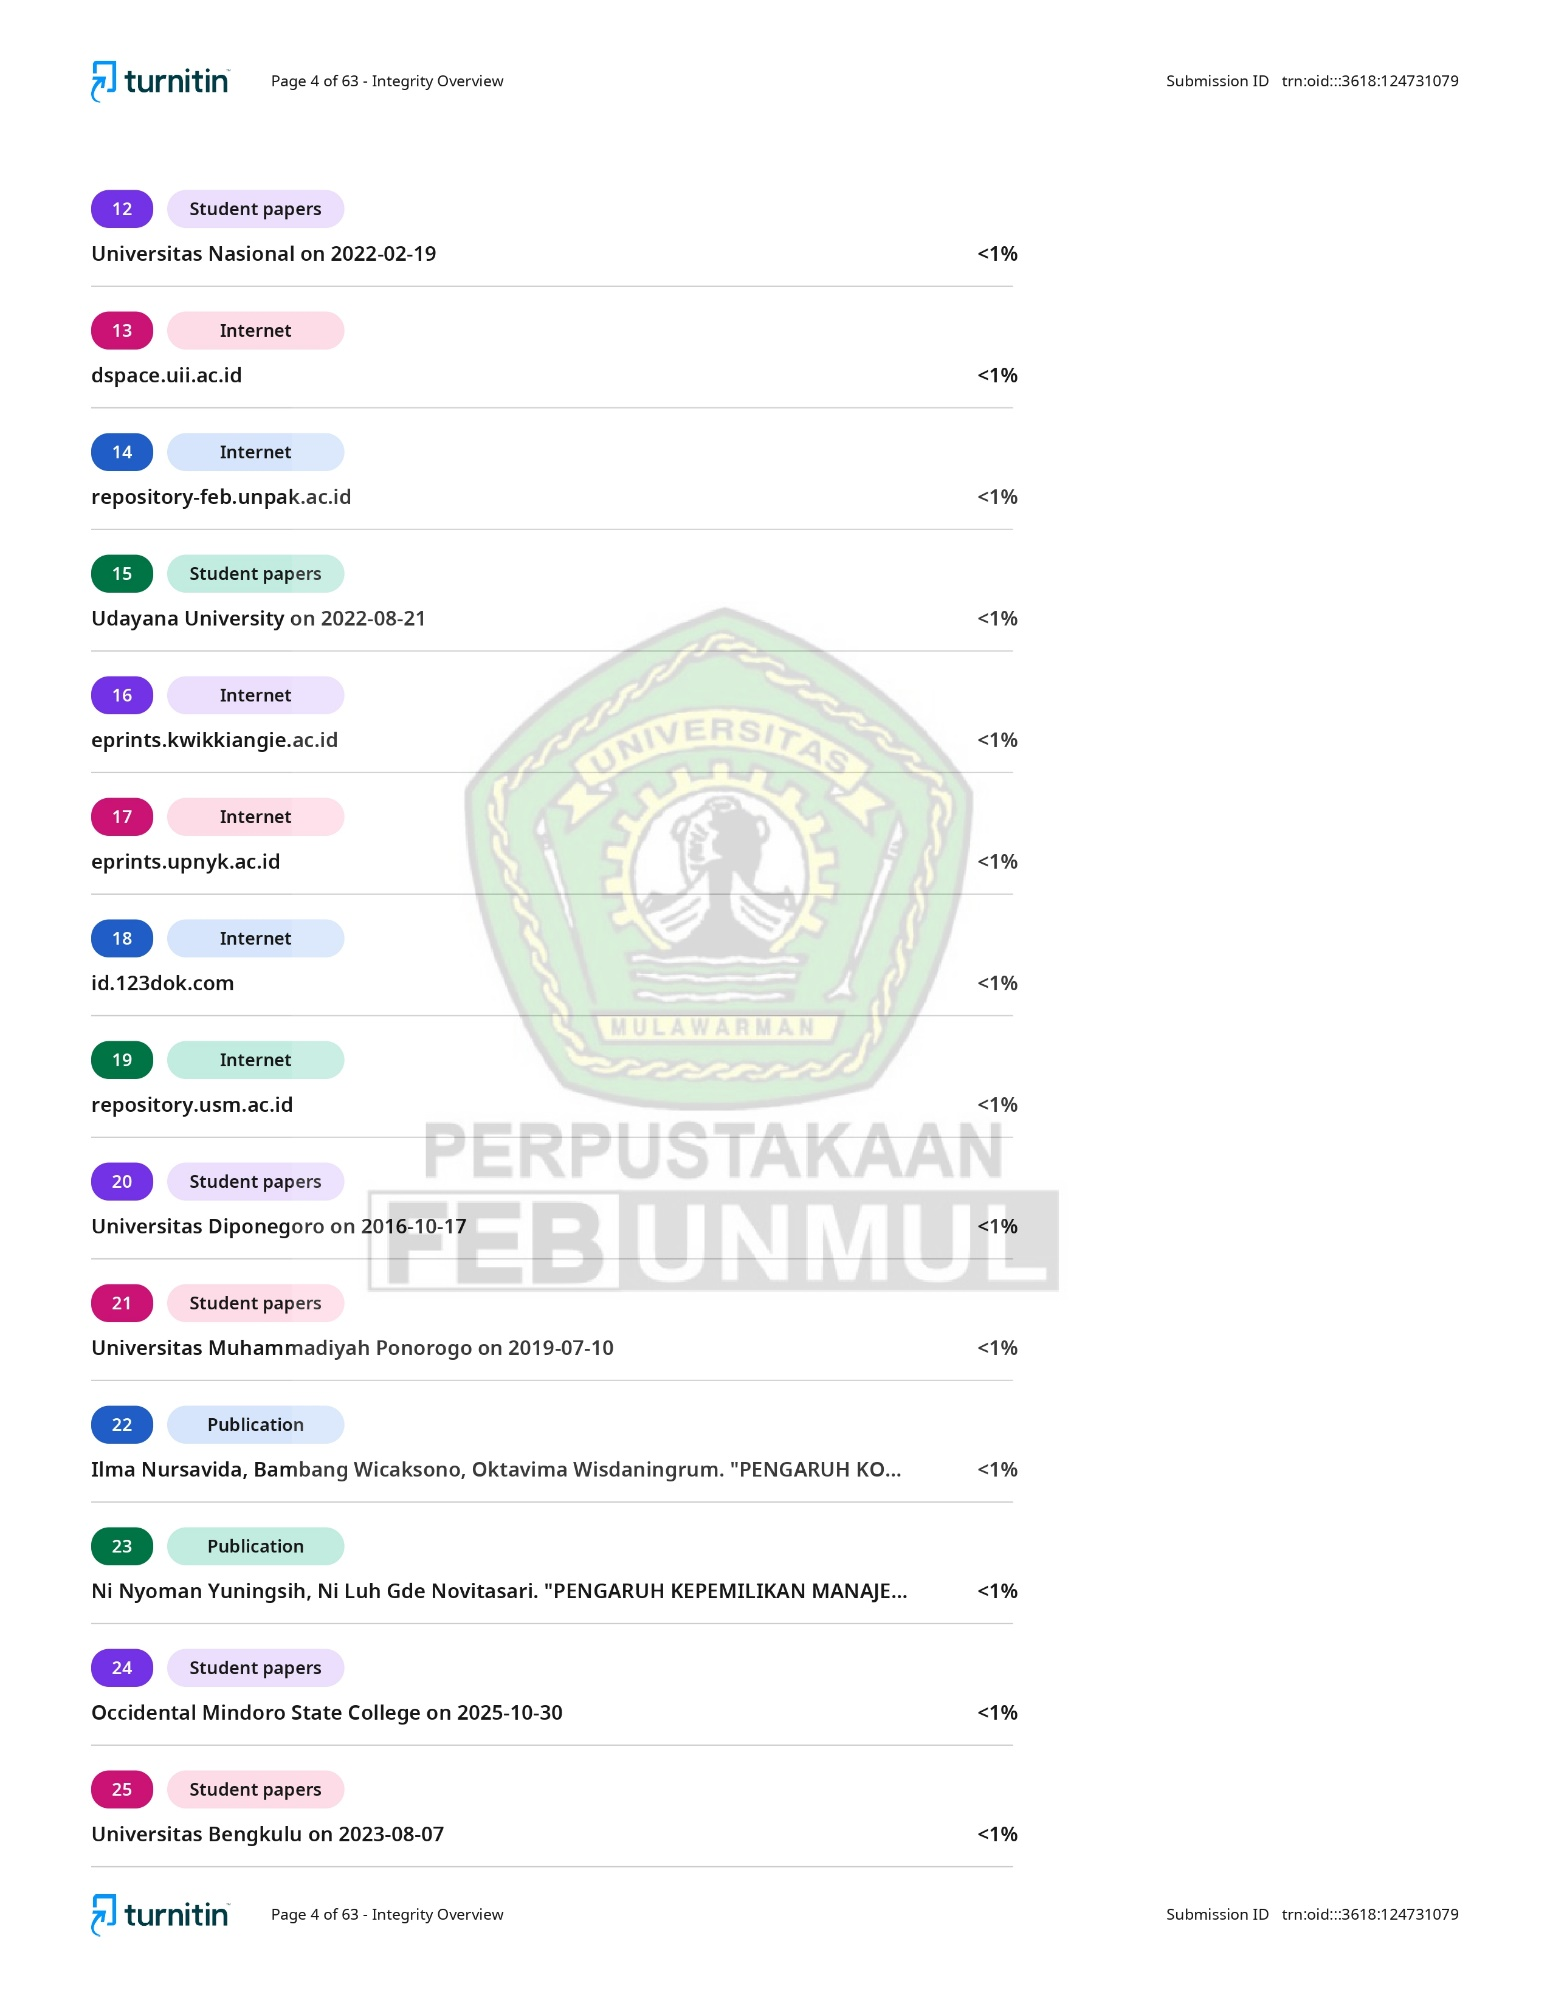 turnitin Page 4 of 63 - Integrity Overview Submission ID trn:oid:::3618:124731079
12 Student papers
Universitas Nasional on 2022-02-19 <1%
13 Internet
dspace.uii.ac.id <1%
14 Internet
repository-feb.unpak.ac.id <1%
15 Student papers
Udayana University on 2022-08-21 <1%
16 Internet
eprints.kwikkiangie.ac.id <1%
17 Internet
eprints.upnyk.ac.id <1%
18 Internet
id.123dok.com <1%
19 Internet
repository.usm.ac.id <1%
20 Student papers
Universitas Diponegoro on 2016-10-17 <1%
21 Student papers
Universitas Muhammadiyah Ponorogo on 2019-07-10 <1%
22 Publication
Ilma Nursavida, Bambang Wicaksono, Oktavima Wisdaningrum. "PENGARUH KO... <1%
23 Publication
Ni Nyoman Yuningsih, Ni Luh Gde Novitasari. "PENGARUH KEPEMILIKAN MANAJE... <1%
24 Student papers
Occidental Mindoro State College on 2025-10-30 <1%
25 Student papers
Universitas Bengkulu on 2023-08-07 <1%
UNIVERSITAS
MULAWARMAN
PERPUSTAKAAN
FEB UNMUL
turnitin Page 4 of 63 - Integrity Overview Submission ID trn:oid:::3618:124731079